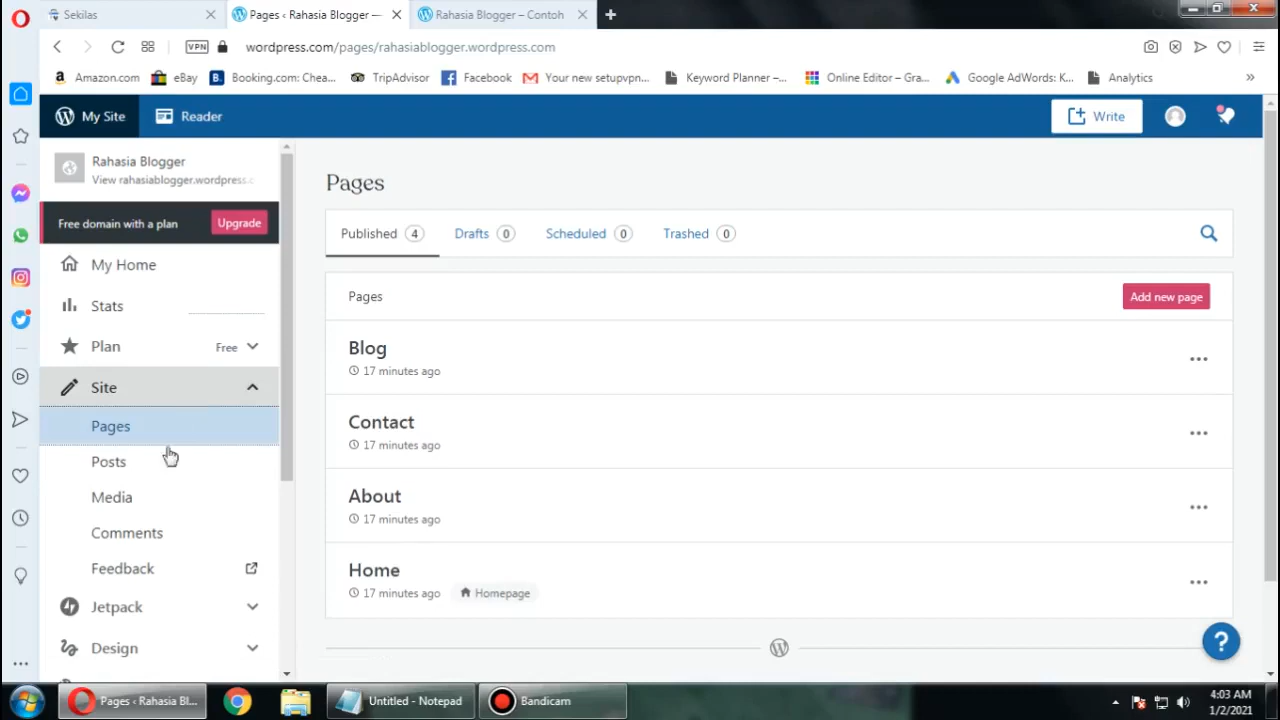 Sekilas
Pages ‹ Rahasia Blogger —
Rahasia Blogger – Contoh
VPN
wordpress.com/pages/rahasiablogger.wordpress.com
Amazon.com
eBay
Booking.com: Chea...
TripAdvisor
Facebook
Your new setupvpn...
Keyword Planner –...
Online Editor – Gra...
Google AdWords: K...
Analytics
My Site
Reader
Write
Rahasia Blogger
View rahasiablogger.wordpress.c
Free domain with a plan
Upgrade
My Home
Stats
Plan
Free
Site
Pages
Posts
Media
Comments
Feedback
Jetpack
Design
Pages
Published 4
Drafts 0
Scheduled 0
Trashed 0
Pages
Add new page
Blog
17 minutes ago
Contact
17 minutes ago
About
17 minutes ago
Home
17 minutes ago
Homepage
?
Pages ‹ Rahasia Bl...
Untitled - Notepad
Bandicam
4:03 AM
1/2/2021